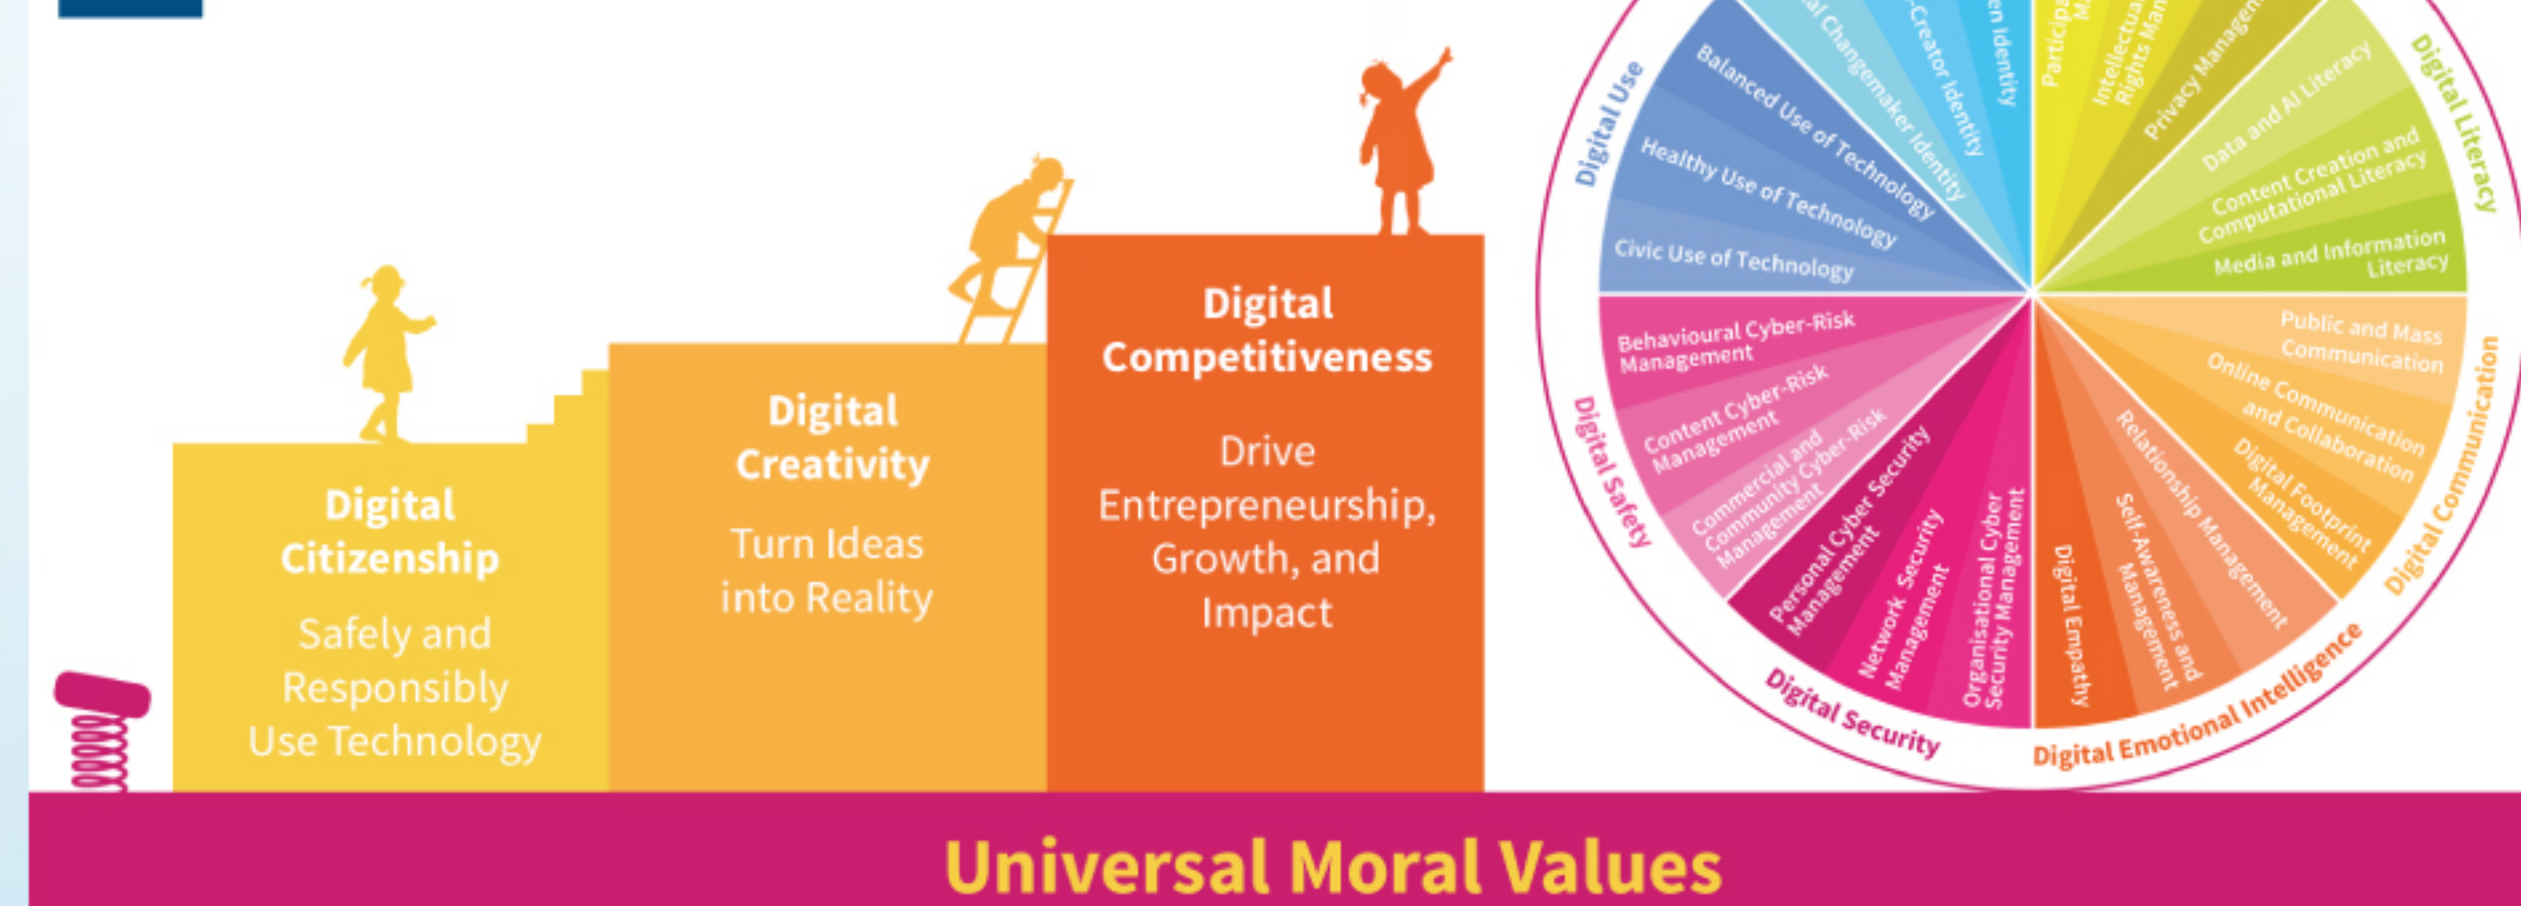 Digital
Citizenship
Safely and
Responsibly
Use Technology
Digital
Creativity
Turn Ideas
into Reality
Digital
Competitiveness
Drive
Entrepreneurship,
Growth, and
Impact
Digital Use
Balanced Use of Technology
Healthy Use of Technology
Civic Use of Technology
Changemaker Identity
-Creator Identity
Identity
Rights
Privacy
Digital Literacy
Data and AI Literacy
Content Creation and
Computational Literacy
Media and Information
Literacy
Digital Communication
Public and Mass
Communication
Online Communication
and Collaboration
Digital Footprint
Management
Digital Emotional Intelligence
Relationship Management
Self-Awareness and
Management
Digital Empathy
Digital Security
Organisational Cyber
Security Management
Network Security
Management
Personal Cyber Security
Management
Digital Safety
Commercial and
Community Cyber-Risk
Management
Content Cyber-Risk
Management
Behavioural Cyber-Risk
Management
Universal Moral Values